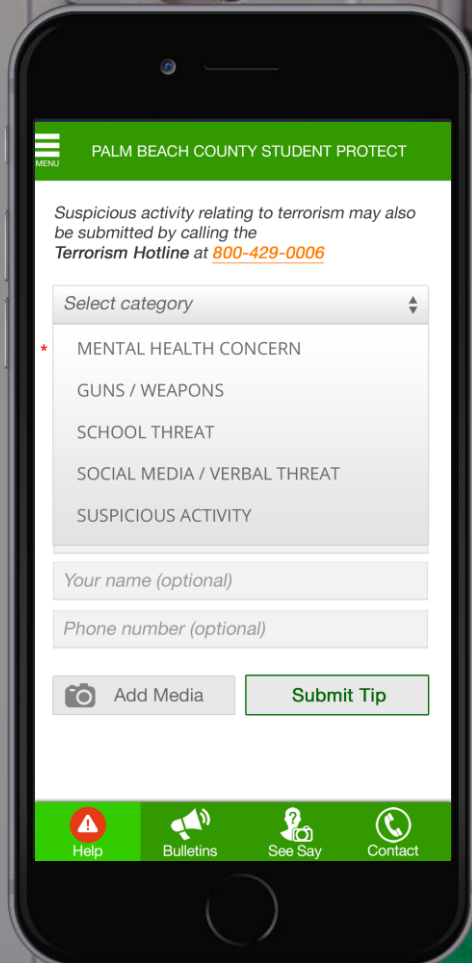 MENU
PALM BEACH COUNTY STUDENT PROTECT
Suspicious activity relating to terrorism may also
be submitted by calling the
Terrorism Hotline at 800-429-0006
Select category
* MENTAL HEALTH CONCERN
GUNS / WEAPONS
SCHOOL THREAT
SOCIAL MEDIA / VERBAL THREAT
SUSPICIOUS ACTIVITY
Your name (optional)
Phone number (optional)
Add Media
Submit Tip
Help
Bulletins
See Say
Contact